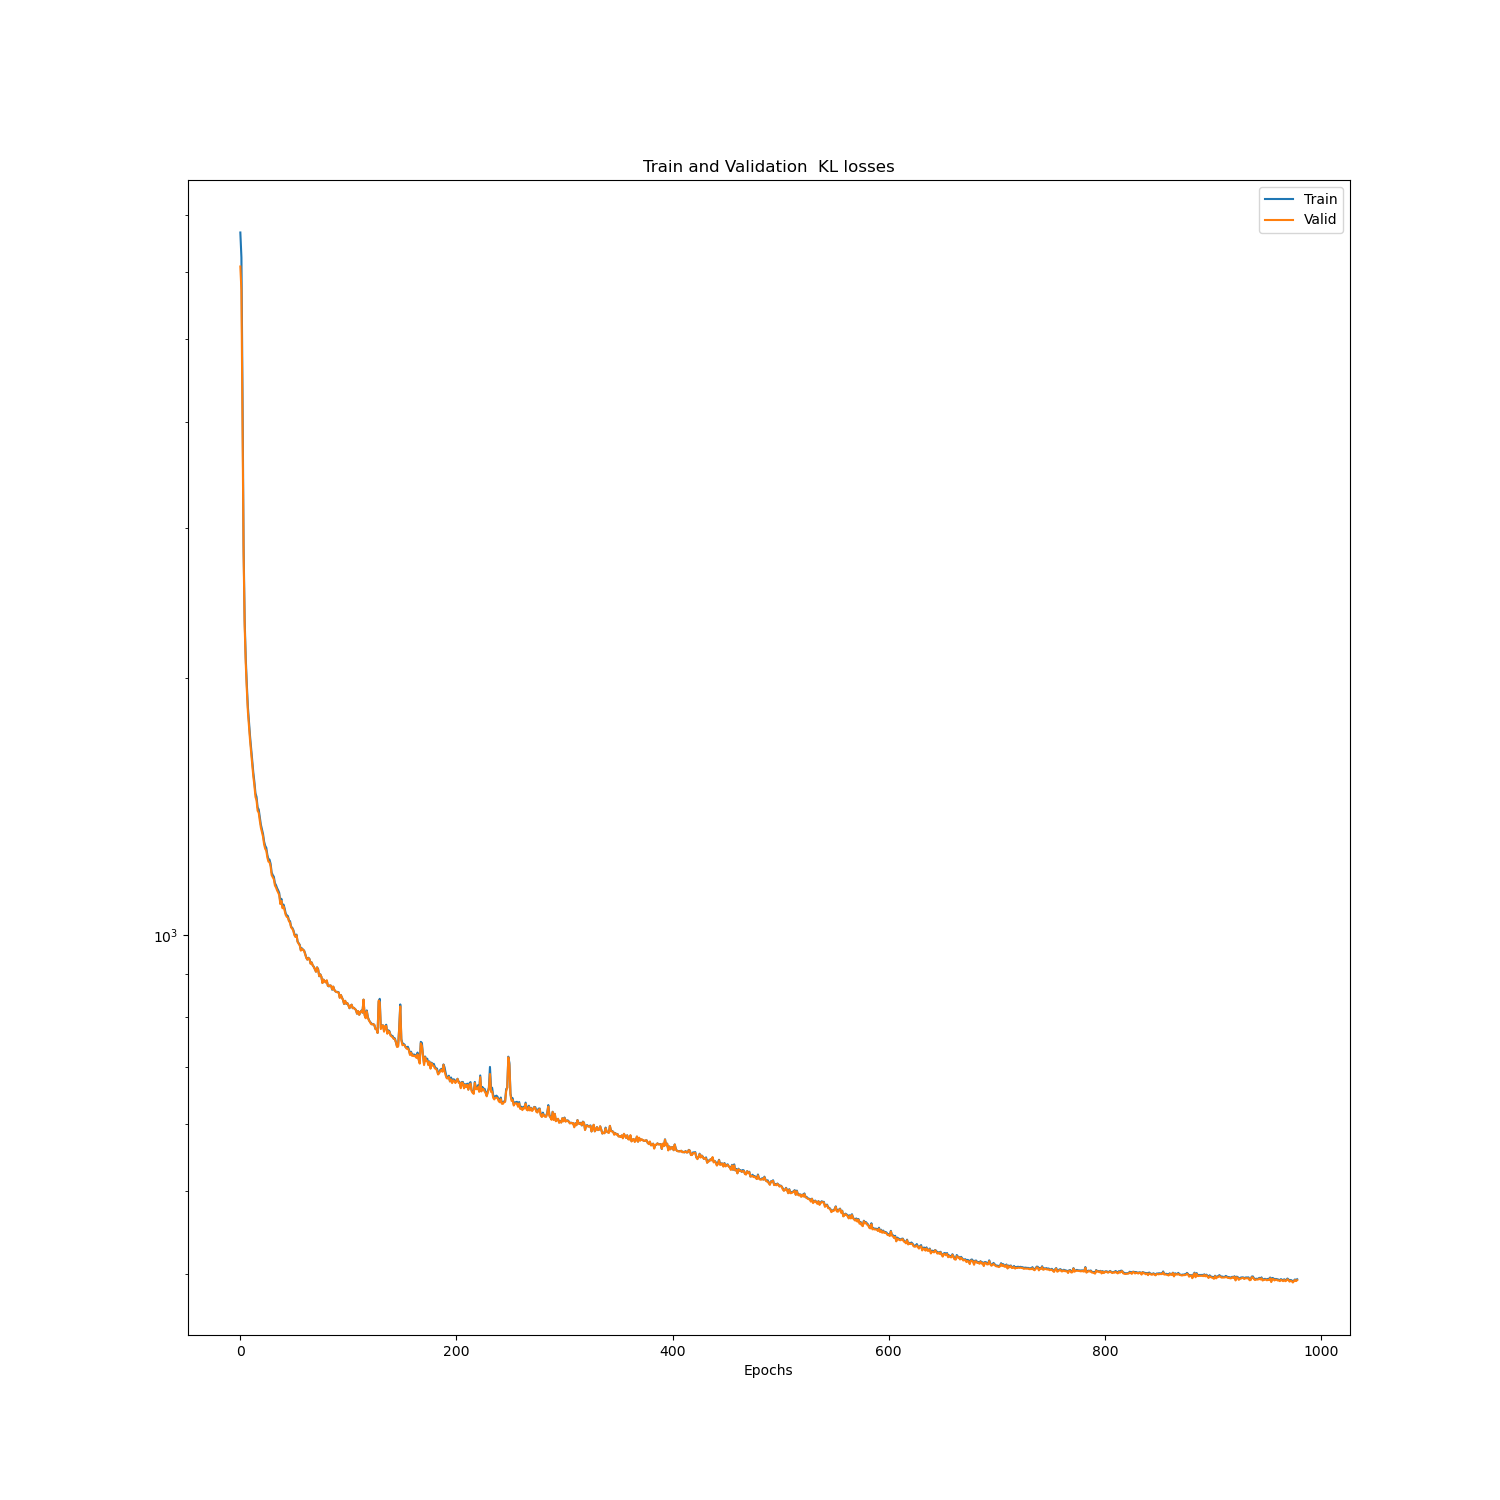 Train and Validation  KL losses
Train
Valid
10³
0 200 400 600 800 1000
Epochs